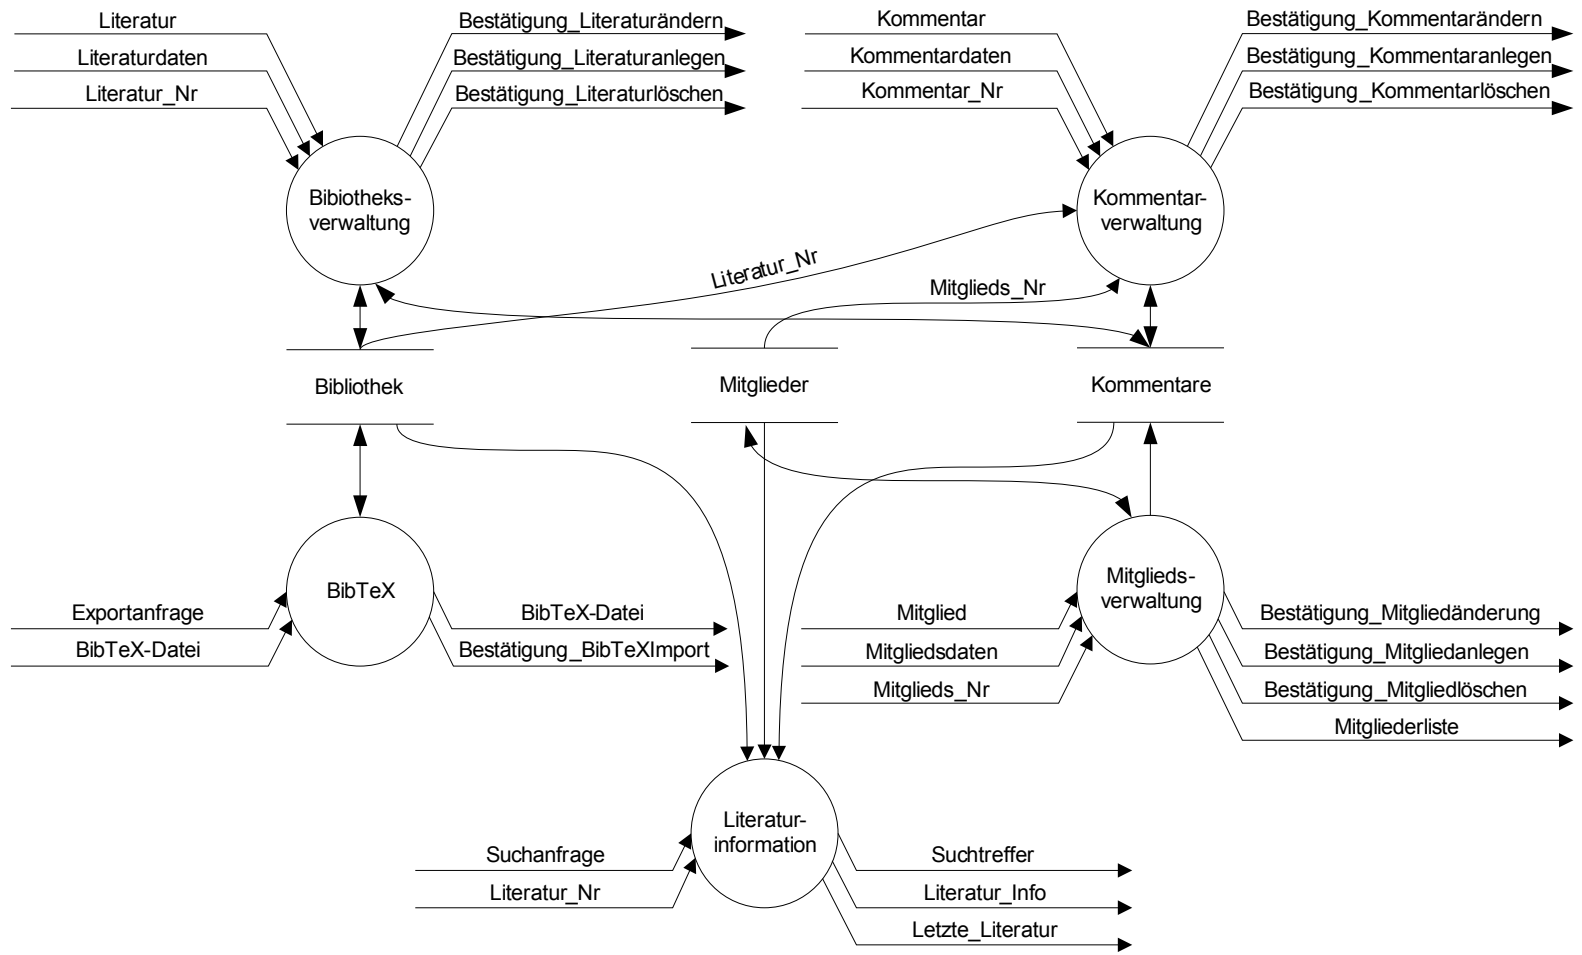 Literatur
Literaturdaten
Literatur_Nr
Bestätigung_Literaturändern
Bestätigung_Literaturanlegen
Bestätigung_Literaturlöschen
Kommentar
Kommentardaten
Kommentar_Nr
Bestätigung_Kommentarändern
Bestätigung_Kommentaranlegen
Bestätigung_Kommentarlöschen
Bibiotheks-
verwaltung
Kommentar-
verwaltung
Literatur_Nr
Mitglieds_Nr
Bibliothek
Mitglieder
Kommentare
BibTeX
Exportanfrage
BibTeX-Datei
BibTeX-Datei
Bestätigung_BibTeXImport
Mitglieds-
verwaltung
Mitglied
Mitgliedsdaten
Mitglieds_Nr
Bestätigung_Mitgliedänderung
Bestätigung_Mitgliedanlegen
Bestätigung_Mitgliedlöschen
Mitgliederliste
Literatur-
information
Suchanfrage
Literatur_Nr
Suchtreffer
Literatur_Info
Letzte_Literatur